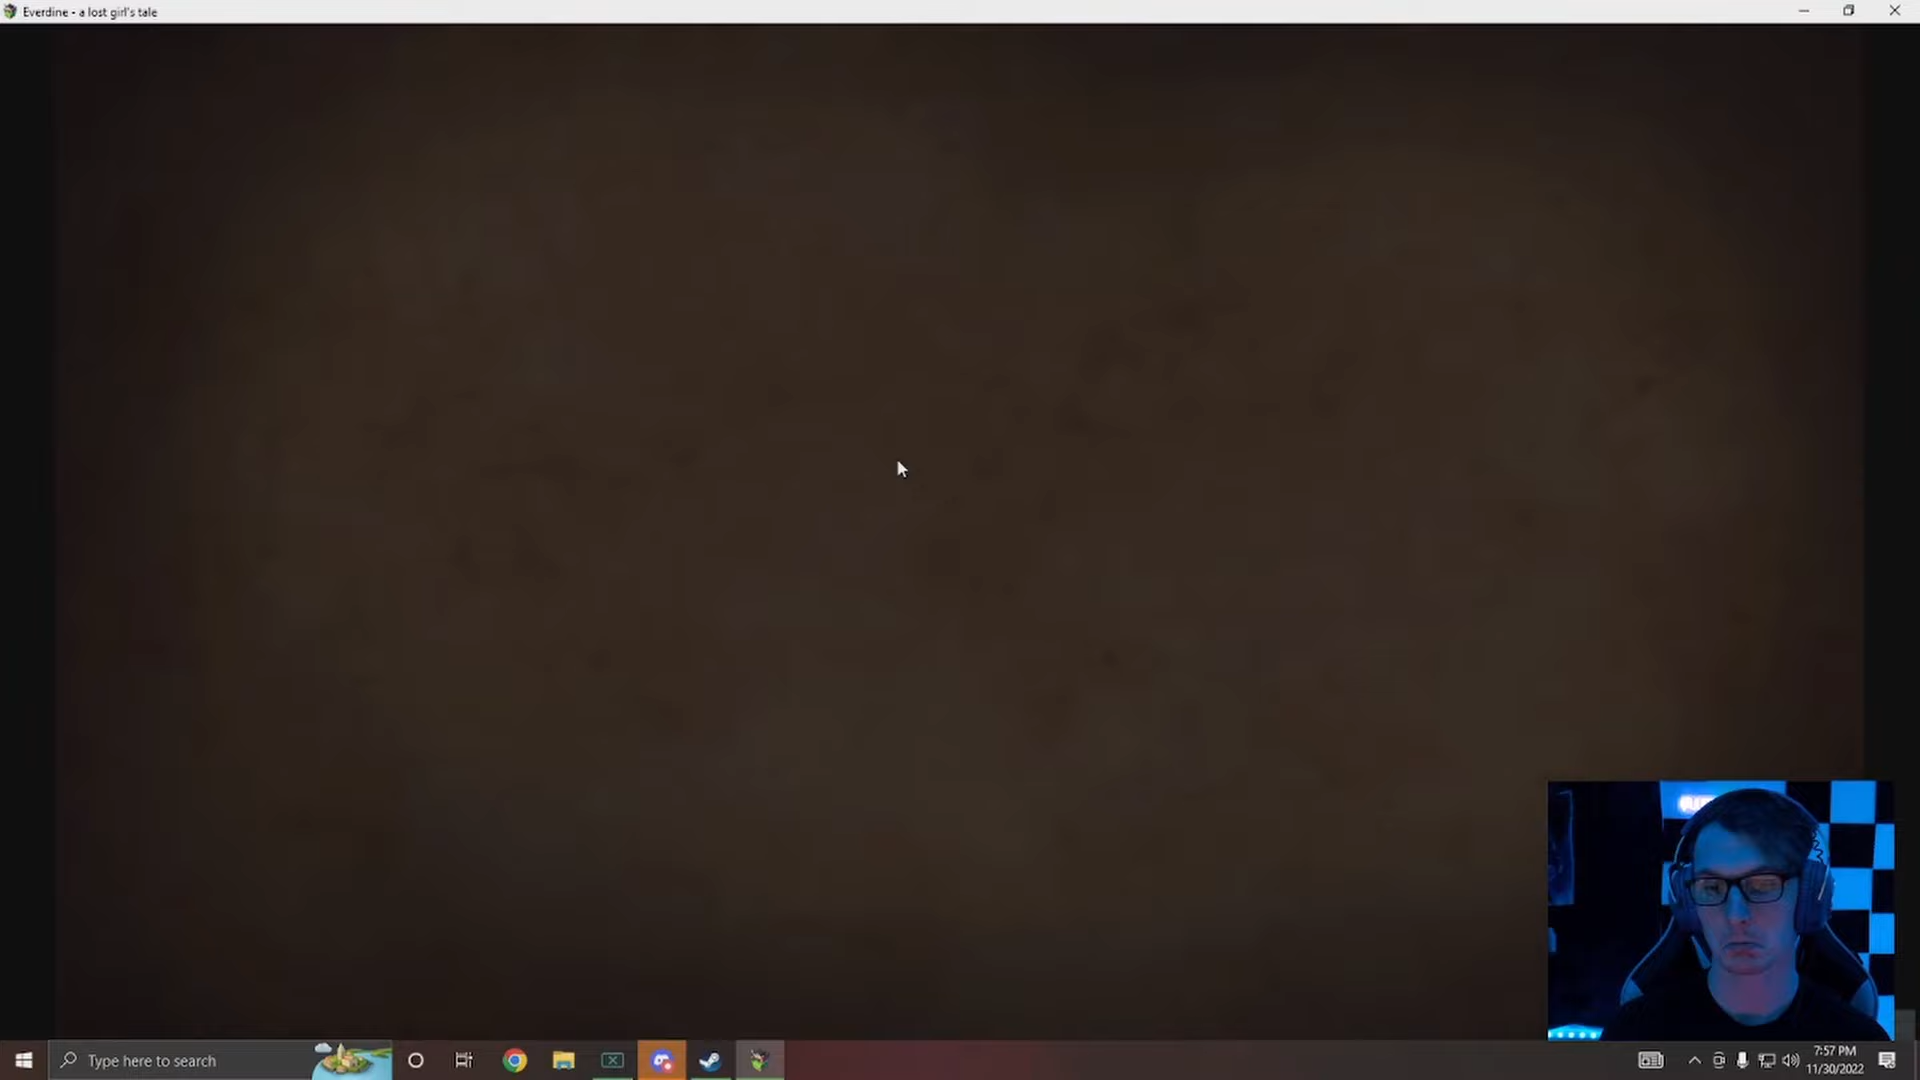 Everdine - a lost girl's tale
Type here to search
7:57 PM
11/30/2022